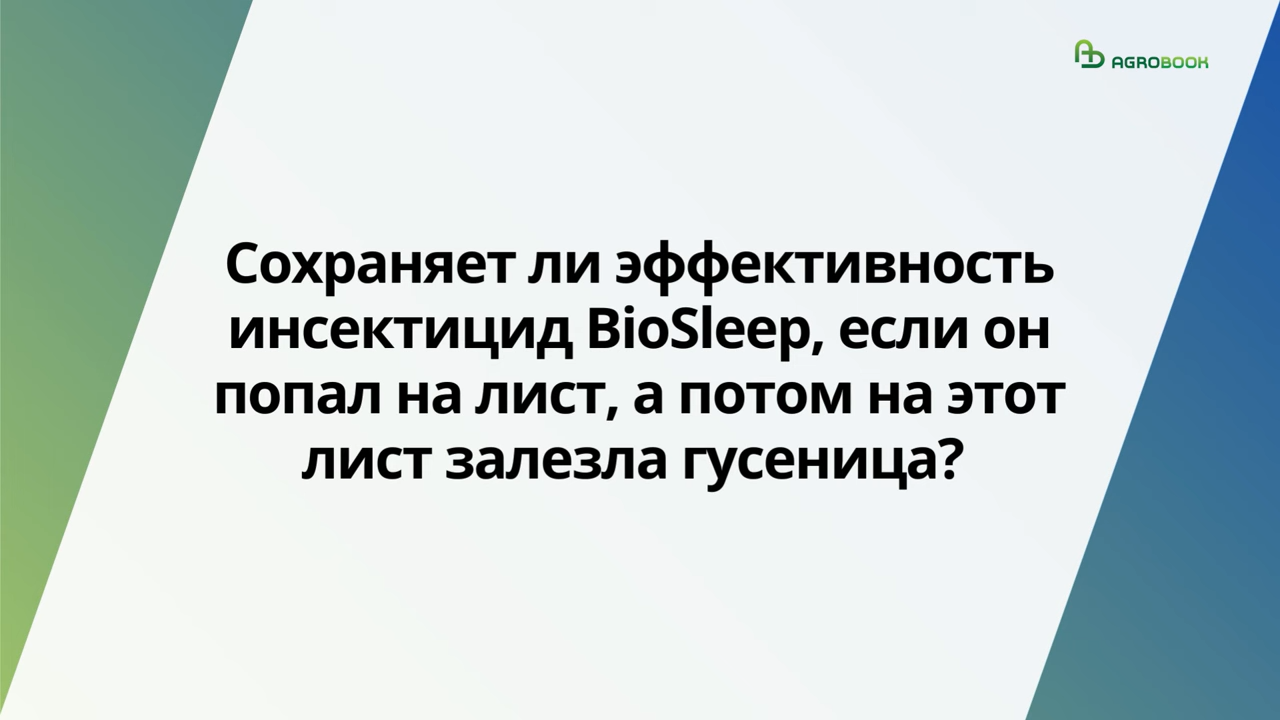 AGROBOOK
Сохраняет ли эффективность
инсектицид BioSleep, если он
попал на лист, а потом на этот
лист залезла гусеница?